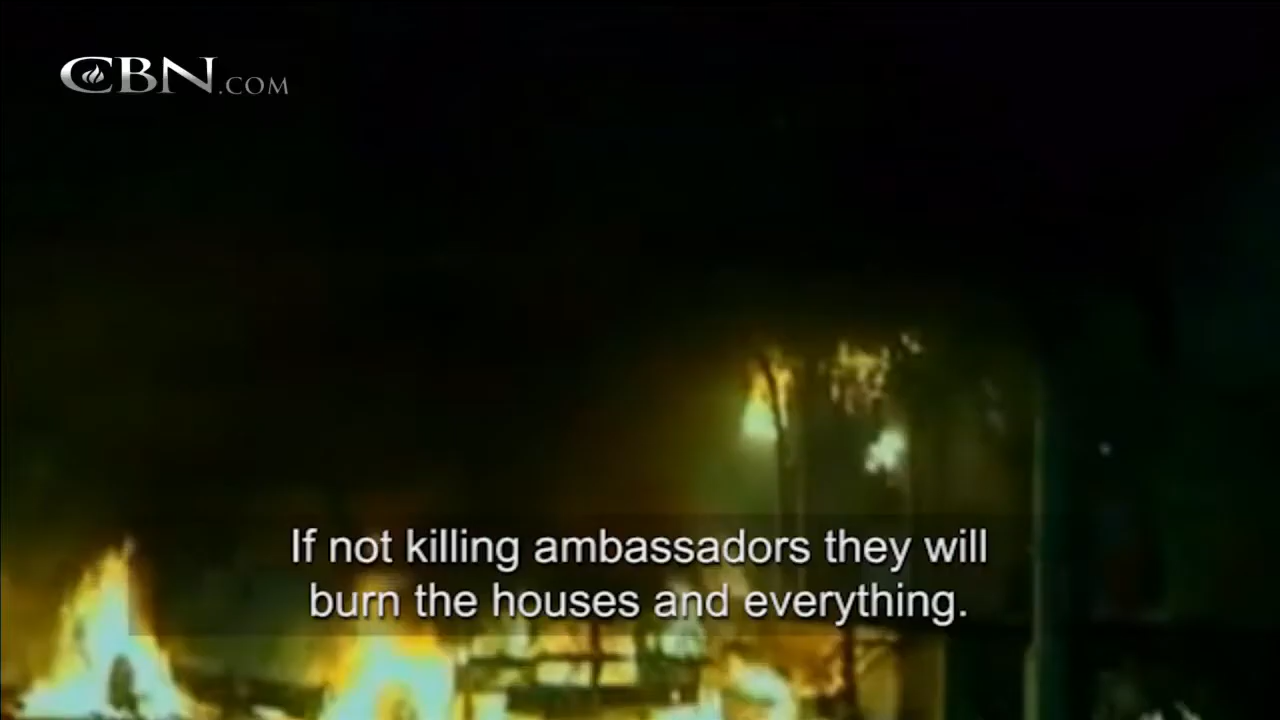 CBN.COM
If not killing ambassadors they will
burn the houses and everything.